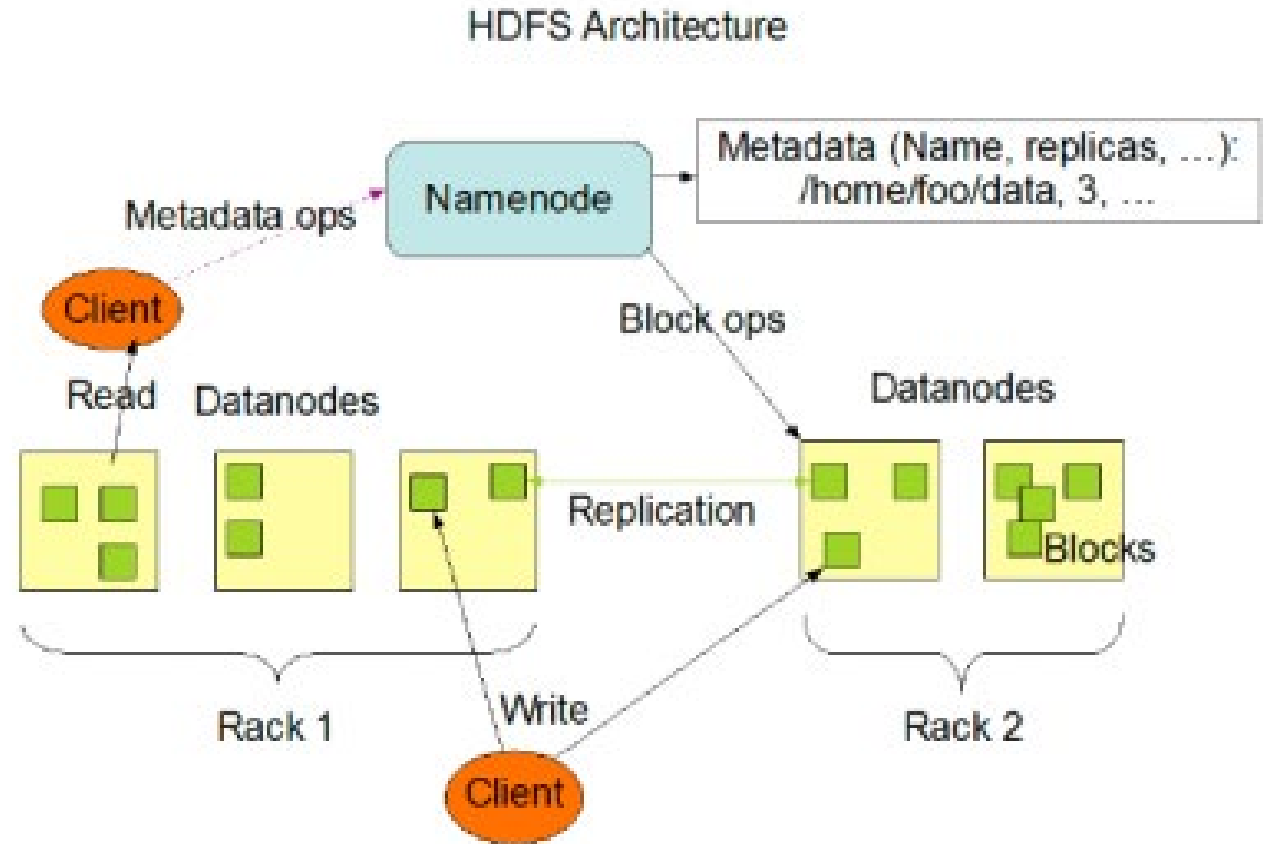 HDFS Architecture
Metadata (Name, replicas, ...):
/home/foo/data, 3, ...
Namenode
Metadata ops
Client
Block ops
Read
Datanodes
Datanodes
Replication
Blocks
Rack 1
Write
Rack 2
Client